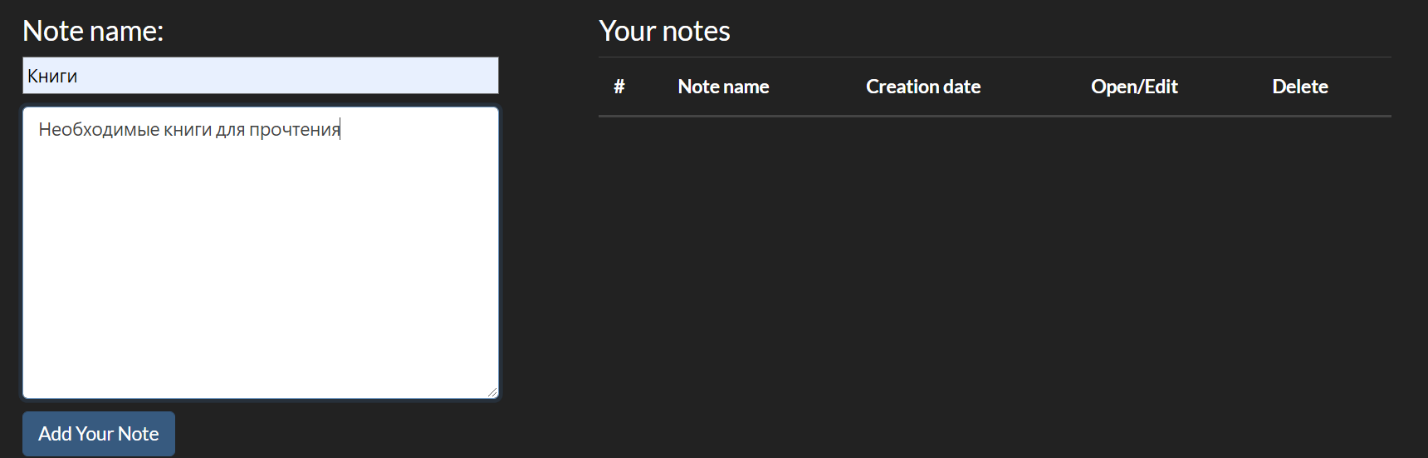 Note name:
Книги
Необходимые книги для прочтения
Add Your Note
Your notes
# Note name Creation date Open/Edit Delete